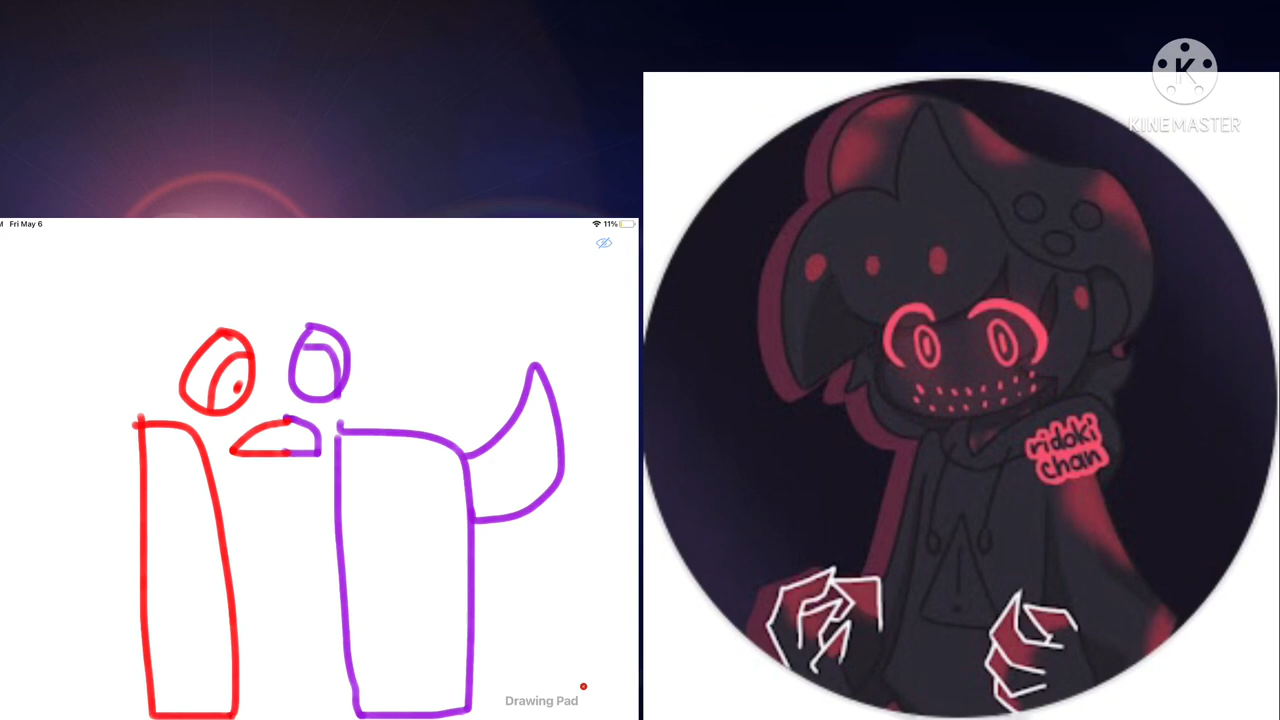 K
KINEMASTER
M Fri May 6
11%
ridoki
chan
Drawing Pad